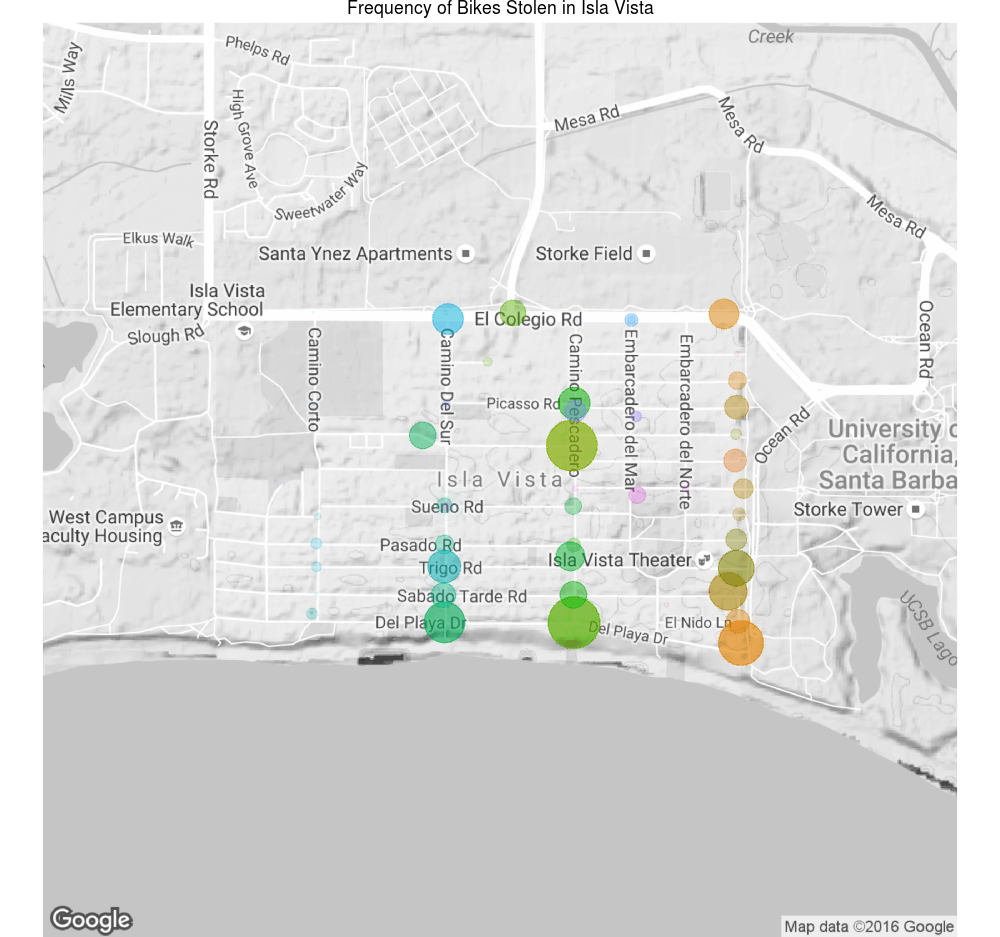 Frequency of Bikes Stolen in Isla Vista
Creek
Phelps Rd
Mills Way
High Grove Ave
Storke Rd
Mesa Rd
Mesa Rd
Mesa Rd
Sweetwater Way
Elkus Walk
Santa Ynez Apartments
Storke Field
Isla Vista
Elementary School
Slough Rd
El Colegio Rd
Ocean Rd
Camino Corto
Camino Del Sur
Camino Pescadero
Embarcadero del Mar
Embarcadero del Norte
Picasso Rd
Ocean Rd
University o
California,
Santa Barba
Isla Vista
Sueno Rd
Storke Tower
West Campus
aculty Housing
Pasado Rd
Isla Vista Theater
Trigo Rd
Sabado Tarde Rd
Del Playa Dr
Del Playa Dr
El Nido Ln
UCSB Lago
Google
Map data ©2016 Google